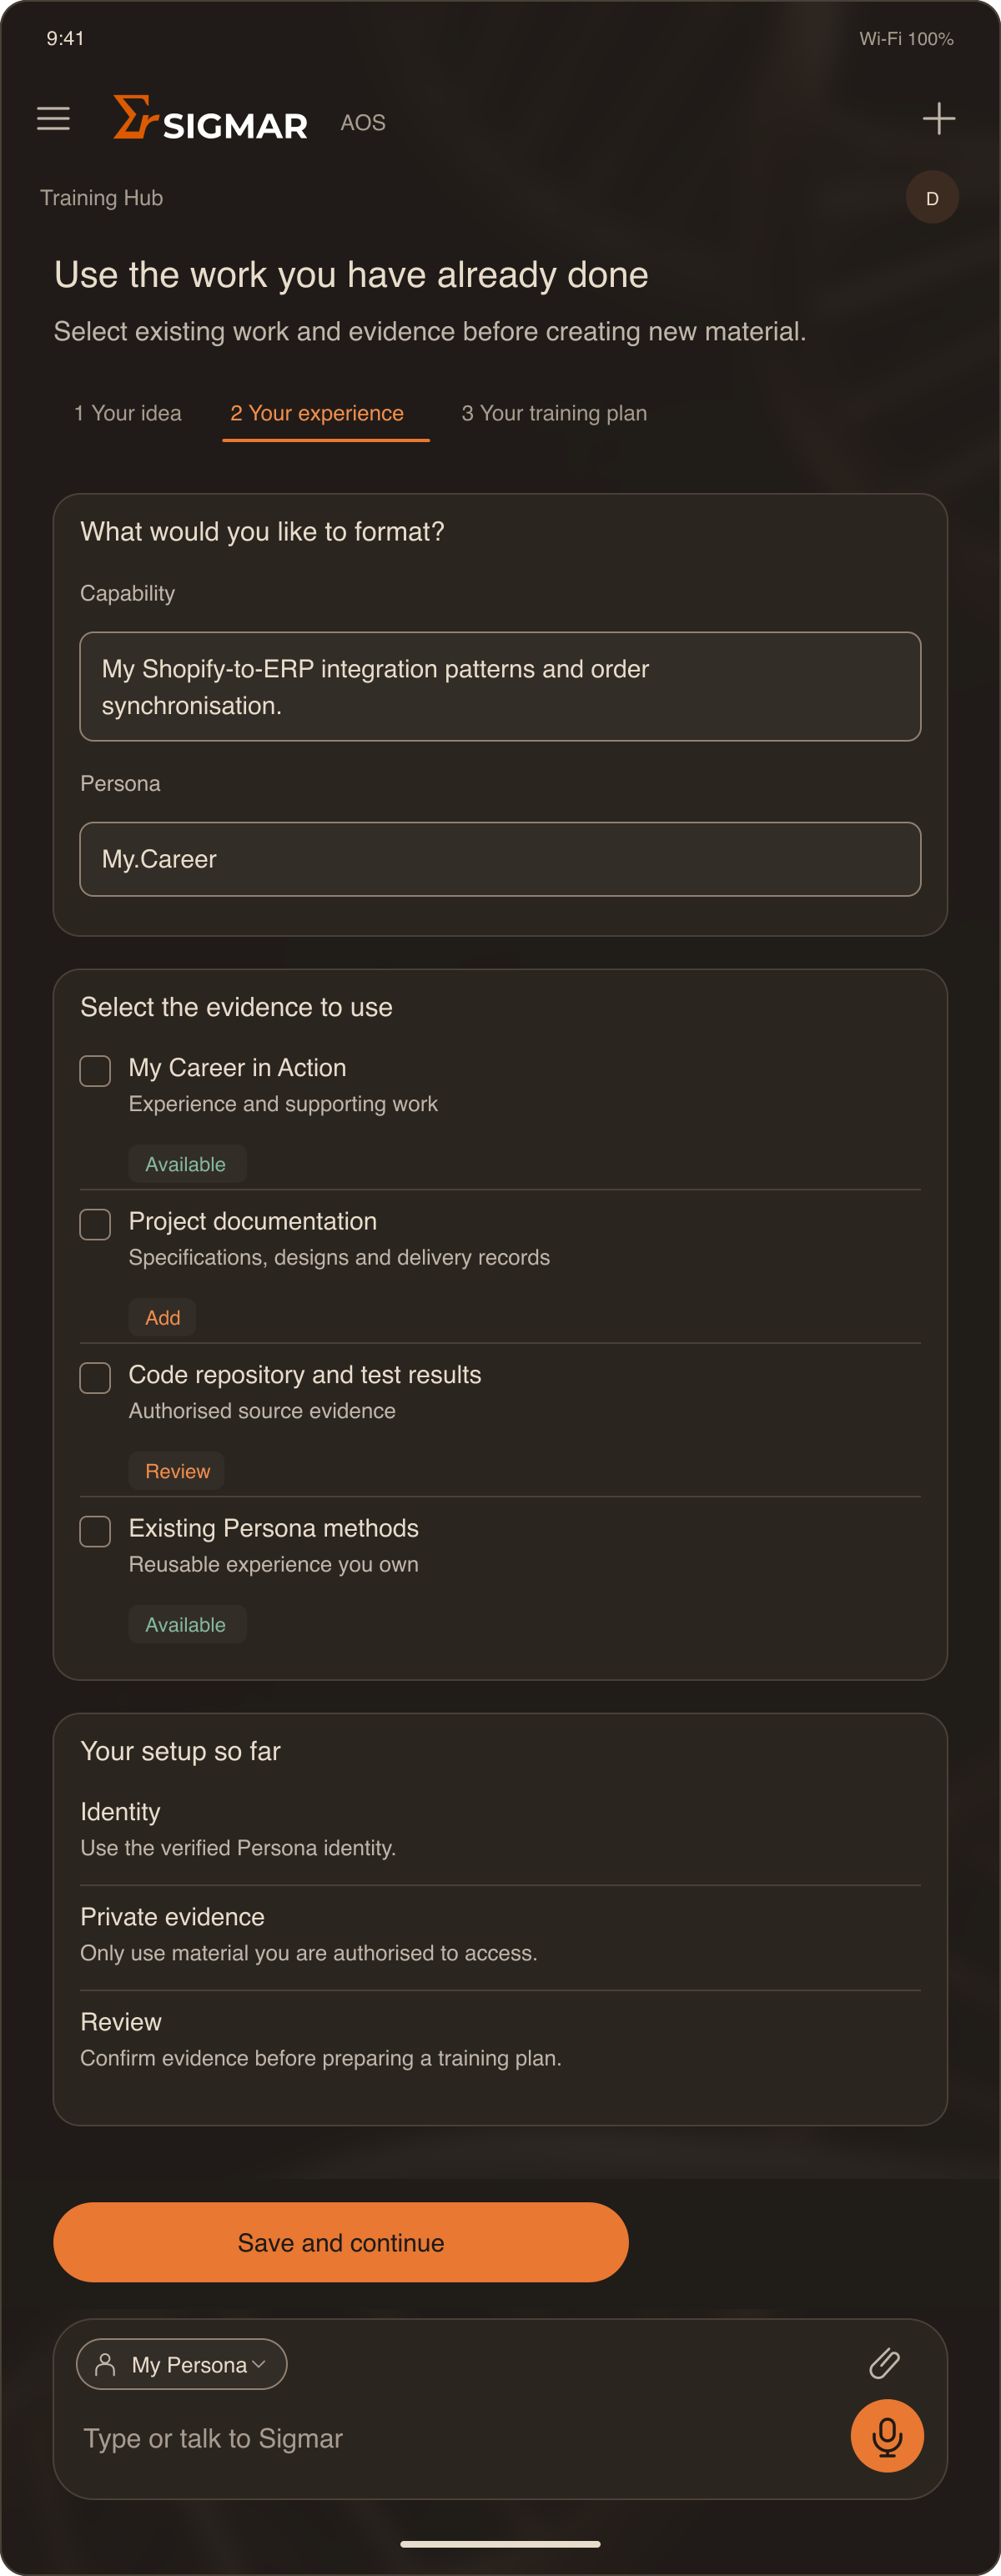 9:41
Wi-Fi 100%
Σr SIGMAR AOS
Training Hub
D
Use the work you have already done
Select existing work and evidence before creating new material.
1 Your idea
2 Your experience
3 Your training plan
What would you like to format?
Capability
My Shopify-to-ERP integration patterns and order
synchronisation.
Persona
My.Career
Select the evidence to use
My Career in Action
Experience and supporting work
Available
Project documentation
Specifications, designs and delivery records
Add
Code repository and test results
Authorised source evidence
Review
Existing Persona methods
Reusable experience you own
Available
Your setup so far
Identity
Use the verified Persona identity.
Private evidence
Only use material you are authorised to access.
Review
Confirm evidence before preparing a training plan.
Save and continue
My Persona
Type or talk to Sigmar